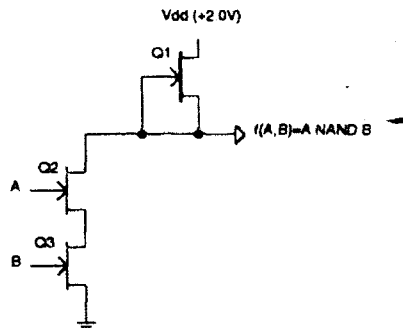 Vdd (+2.0V)
Q1
f(A,B)=A NAND B
Q2
A
Q3
B